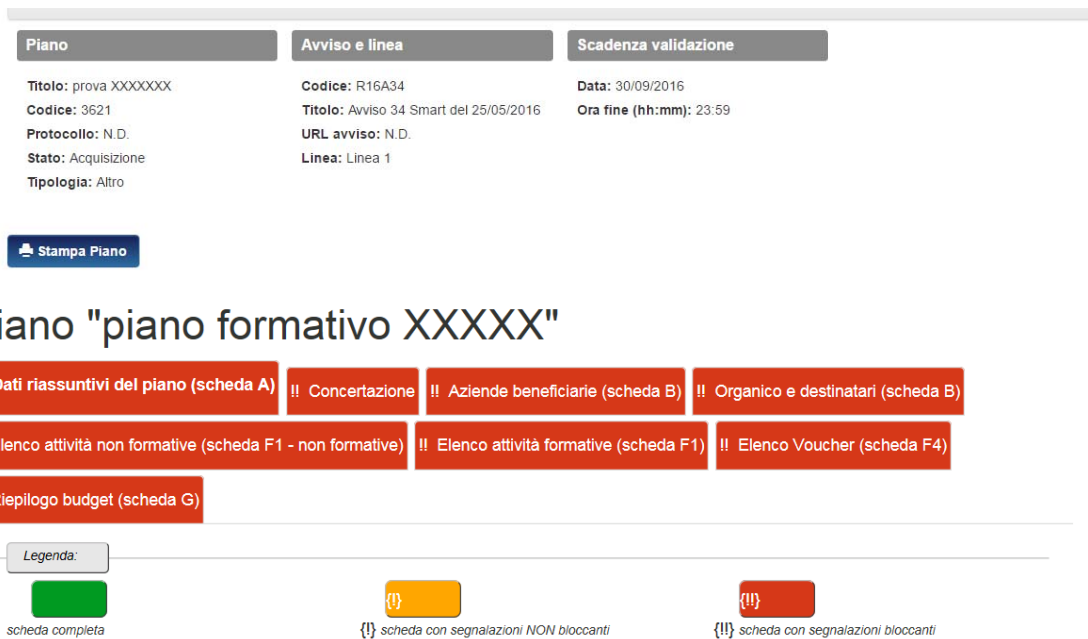 Piano Avviso e linea Scadenza validazione
Titolo: prova XXXXXXX Codice: R16A34 Data: 30/09/2016
Codice: 3621 Titolo: Avviso 34 Smart del 25/05/2016 Ora fine (hh:mm): 23:59
Protocollo: N.D. URL avviso: N.D.
Stato: Acquisizione Linea: Linea 1
Tipologia: Altro
Stampa Piano
iano "piano formativo XXXXX"
Dati riassuntivi del piano (scheda A) !! Concertazione !! Aziende beneficiarie (scheda B) !! Organico e destinatari (scheda B)
lenco attività non formative (scheda F1 - non formative) !! Elenco attività formative (scheda F1) !! Elenco Voucher (scheda F4)
iepilogo budget (scheda G)
Legenda:
{!} {!!}
scheda completa {!} scheda con segnalazioni NON bloccanti {!!} scheda con segnalazioni bloccanti